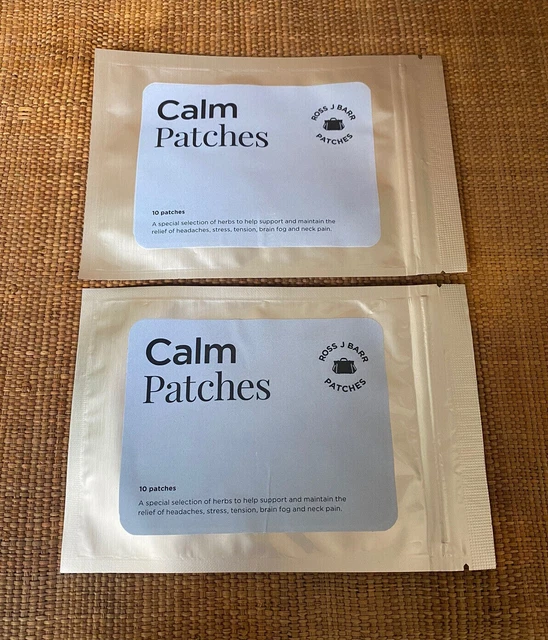 Calm
Patches
ROSS J BARR
PATCHES
10 patches
A special selection of herbs to help support and maintain the
relief of headaches, stress, tension, brain fog and neck pain.
Calm
Patches
ROSS J BARR
PATCHES
10 patches
A special selection of herbs to help support and maintain the
relief of headaches, stress, tension, brain fog and neck pain.